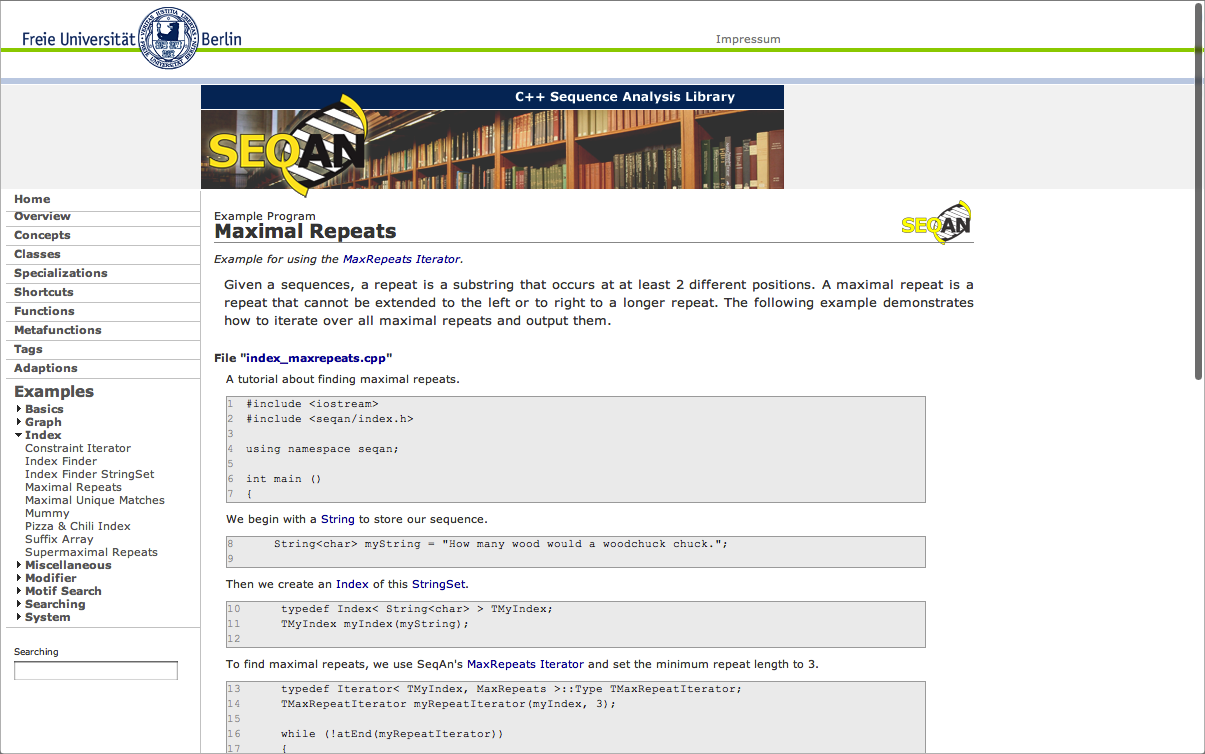 Freie Universität Berlin
Impressum
C++ Sequence Analysis Library
SEQAN
Home
Overview
Concepts
Classes
Specializations
Shortcuts
Functions
Metafunctions
Tags
Adaptions
Examples
Basics
Graph
Index
Constraint Iterator
Index Finder
Index Finder StringSet
Maximal Repeats
Maximal Unique Matches
Mummy
Pizza & Chili Index
Suffix Array
Supermaximal Repeats
Miscellaneous
Modifier
Motif Search
Searching
System
Searching
Example Program
Maximal Repeats
SEQAN
Example for using the MaxRepeats Iterator.
Given a sequences, a repeat is a substring that occurs at at least 2 different positions. A maximal repeat is a
repeat that cannot be extended to the left or to right to a longer repeat. The following example demonstrates
how to iterate over all maximal repeats and output them.
File "index_maxrepeats.cpp"
A tutorial about finding maximal repeats.
1 #include <iostream>
2 #include <seqan/index.h>
3
4 using namespace seqan;
5
6 int main ()
7 {
We begin with a String to store our sequence.
8 String<char> myString = "How many wood would a woodchuck chuck.";
9
Then we create an Index of this StringSet.
10 typedef Index< String<char> > TMyIndex;
11 TMyIndex myIndex(myString);
12
To find maximal repeats, we use SeqAn's MaxRepeats Iterator and set the minimum repeat length to 3.
13 typedef Iterator< TMyIndex, MaxRepeats >::Type TMaxRepeatIterator;
14 TMaxRepeatIterator myRepeatIterator(myIndex, 3);
15
16 while (!atEnd(myRepeatIterator))
17 {